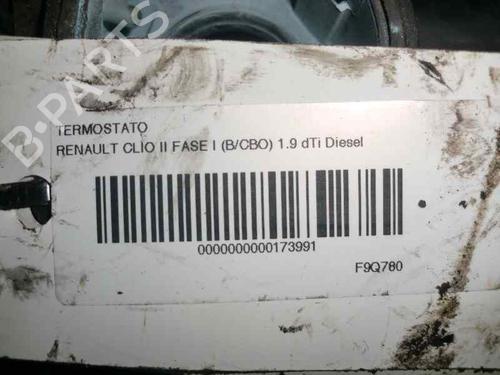 B-PARTS
TERMOSTATO
RENAULT CLIO II FASE I (B/CBO) 1.9 dTi Diesel
0000000000173991
F9Q780